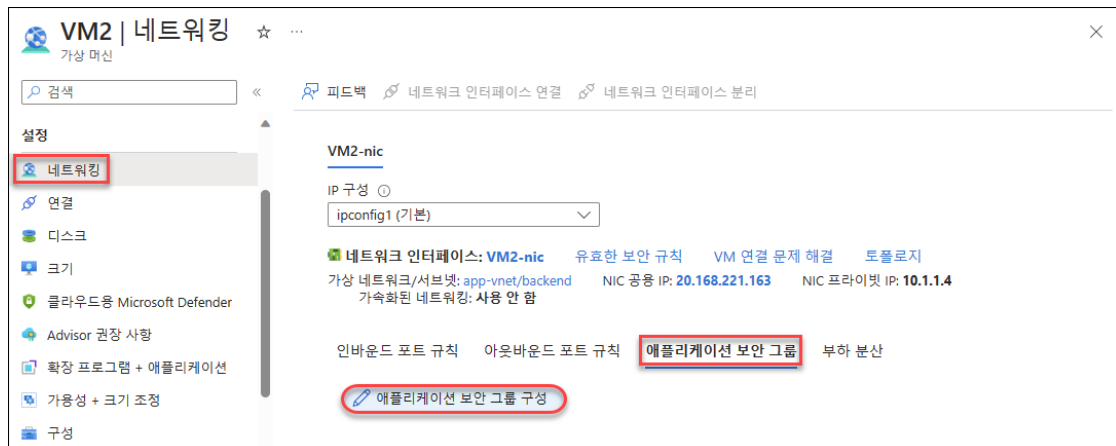 VM2 | 네트워킹
가상 머신
검색
피드백 네트워크 인터페이스 연결 네트워크 인터페이스 분리
설정
네트워킹
연결
디스크
크기
클라우드용 Microsoft Defender
Advisor 권장 사항
확장 프로그램 + 애플리케이션
가용성 + 크기 조정
구성
VM2-nic
IP 구성
ipconfig1 (기본)
네트워크 인터페이스: VM2-nic 유효한 보안 규칙 VM 연결 문제 해결 토폴로지
가상 네트워크/서브넷: app-vnet/backend NIC 공용 IP: 20.168.221.163 NIC 프라이빗 IP: 10.1.1.4
가속화된 네트워킹: 사용 안 함
인바운드 포트 규칙 아웃바운드 포트 규칙 애플리케이션 보안 그룹 부하 분산
애플리케이션 보안 그룹 구성